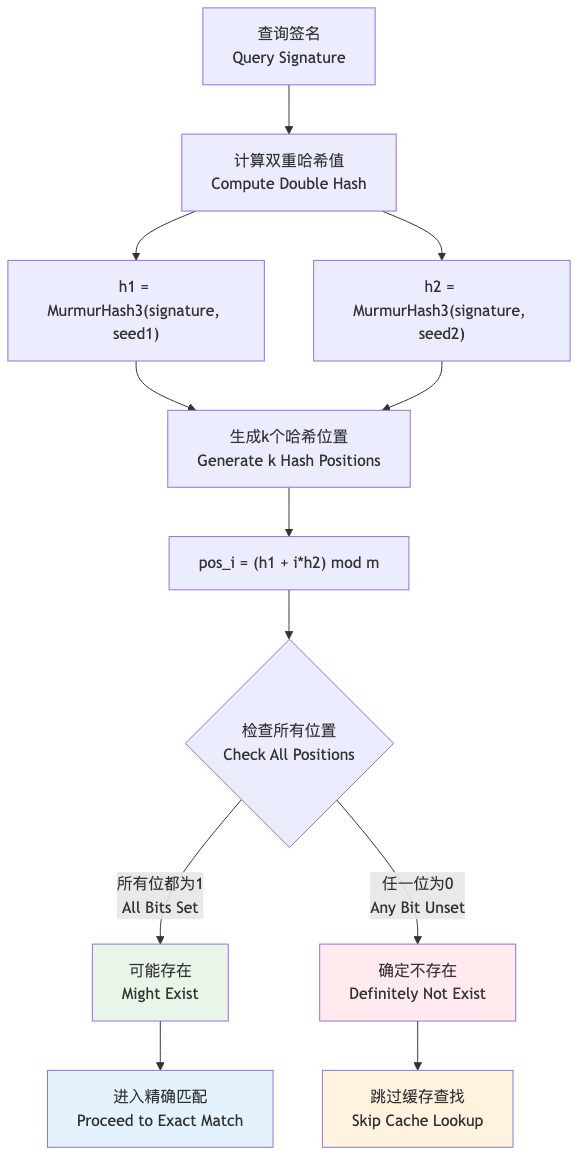 查询签名
Query Signature
计算双重哈希值
Compute Double Hash
h1 =
MurmurHash3(signature,
seed1)
h2 =
MurmurHash3(signature,
seed2)
生成k个哈希位置
Generate k Hash Positions
pos_i = (h1 + i*h2) mod m
检查所有位置
Check All Positions
所有位都为1
All Bits Set
任一位为0
Any Bit Unset
可能存在
Might Exist
确定不存在
Definitely Not Exist
进入精确匹配
Proceed to Exact Match
跳过缓存查找
Skip Cache Lookup